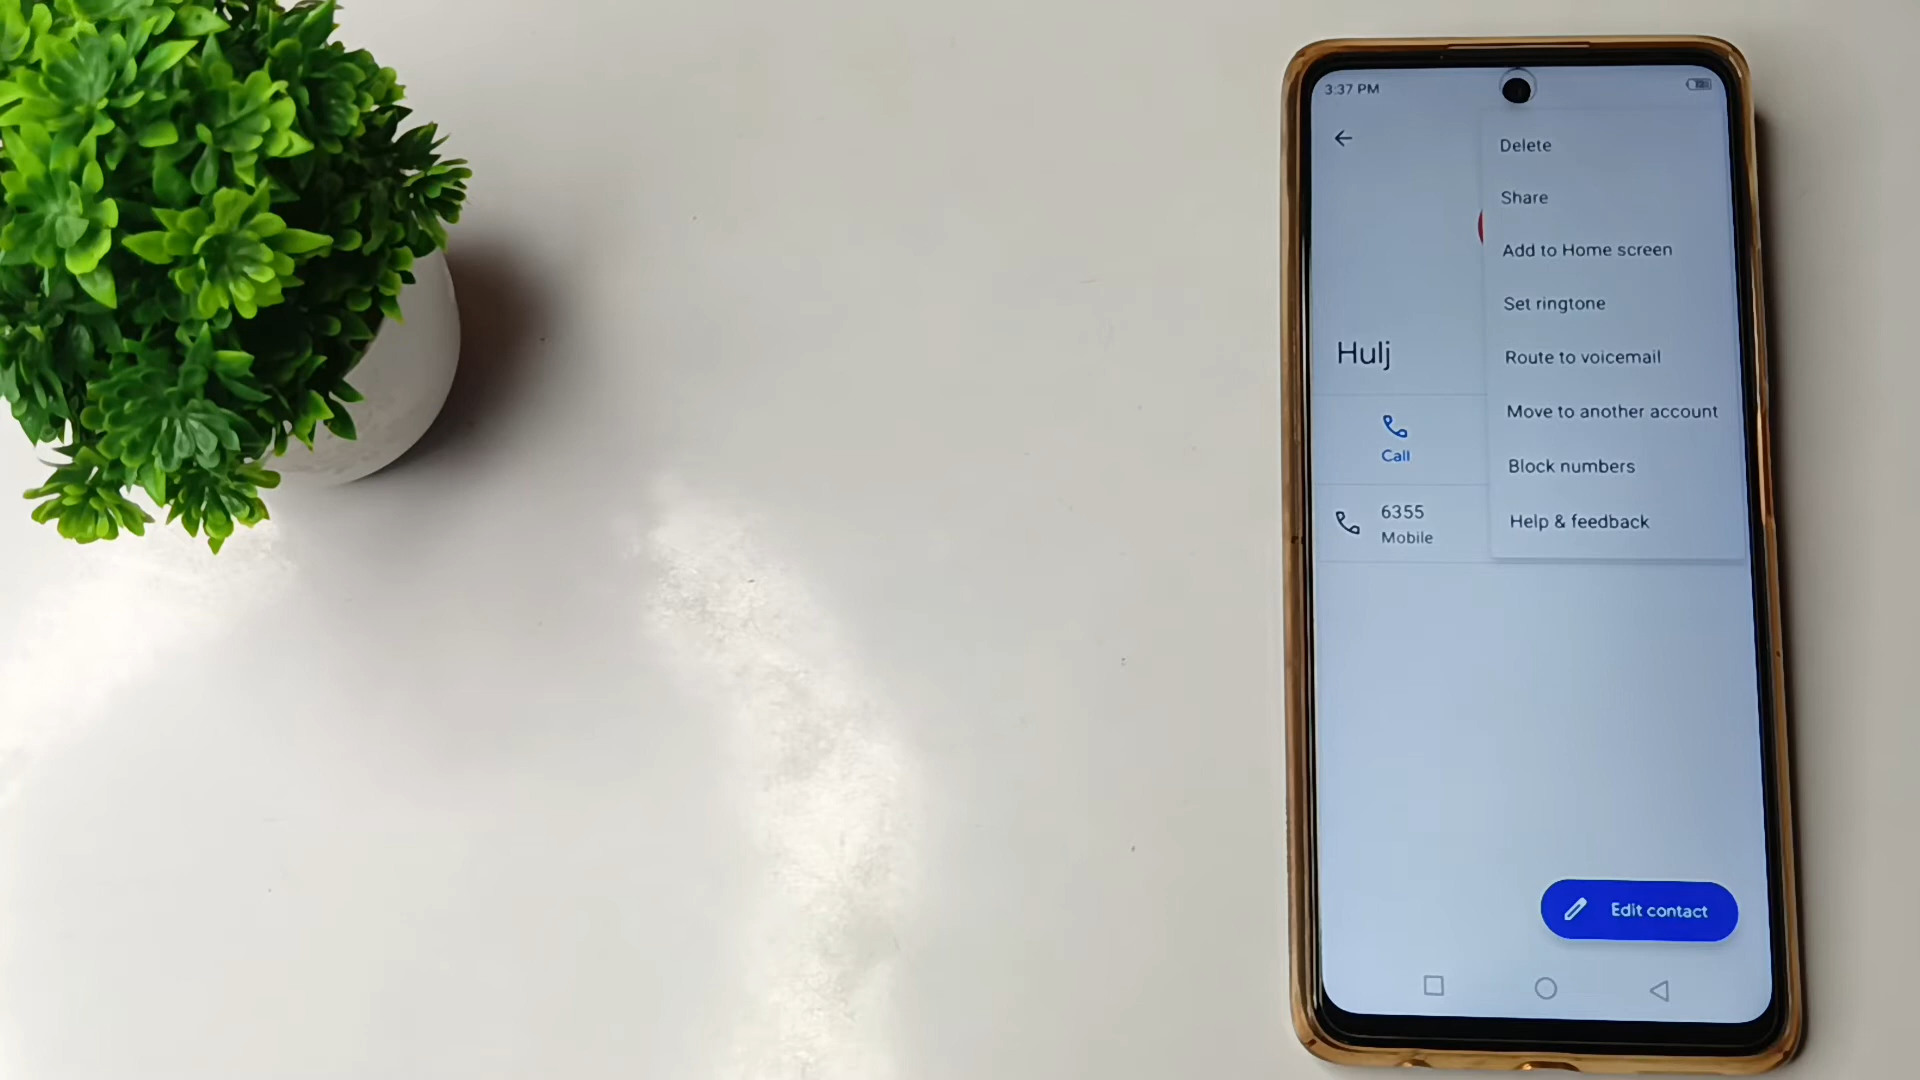 3:37 PM
Delete
Share
Add to Home screen
Set ringtone
Hulj
Route to voicemail
Move to another account
Call
Block numbers
6355
Mobile
Help & feedback
Edit contact